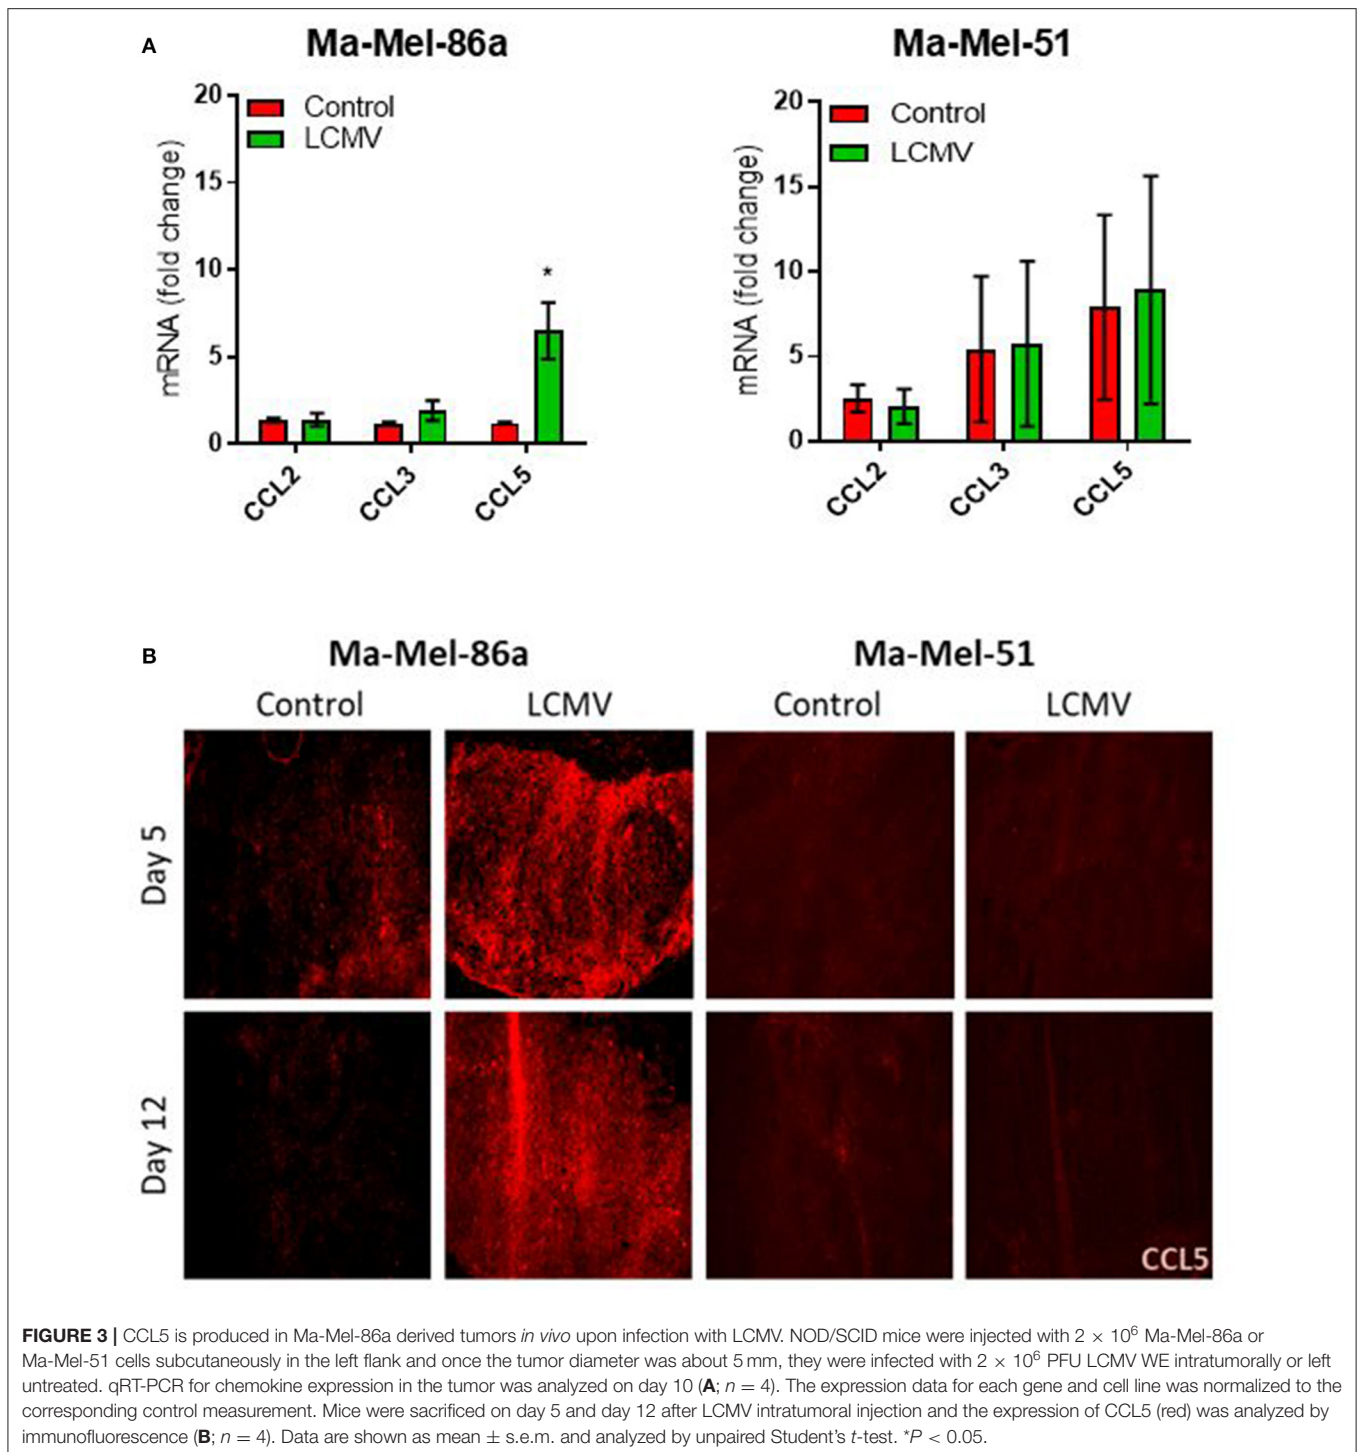 A
Ma-Mel-86a
20
15
10
5
0
mRNA (fold change)
Control
LCMV
*
CCL2
CCL3
CCL5
Ma-Mel-51
20
15
10
5
0
mRNA (fold change)
Control
LCMV
CCL2
CCL3
CCL5
B
Ma-Mel-86a
Ma-Mel-51
Control
LCMV
Control
LCMV
Day 5
Day 12
CCL5
FIGURE 3 | CCL5 is produced in Ma-Mel-86a derived tumors in vivo upon infection with LCMV. NOD/SCID mice were injected with 2 × 10⁶ Ma-Mel-86a or
Ma-Mel-51 cells subcutaneously in the left flank and once the tumor diameter was about 5 mm, they were infected with 2 × 10⁶ PFU LCMV WE intratumorally or left
untreated. qRT-PCR for chemokine expression in the tumor was analyzed on day 10 (A; n = 4). The expression data for each gene and cell line was normalized to the
corresponding control measurement. Mice were sacrificed on day 5 and day 12 after LCMV intratumoral injection and the expression of CCL5 (red) was analyzed by
immunofluorescence (B; n = 4). Data are shown as mean ± s.e.m. and analyzed by unpaired Student's t-test. *P < 0.05.